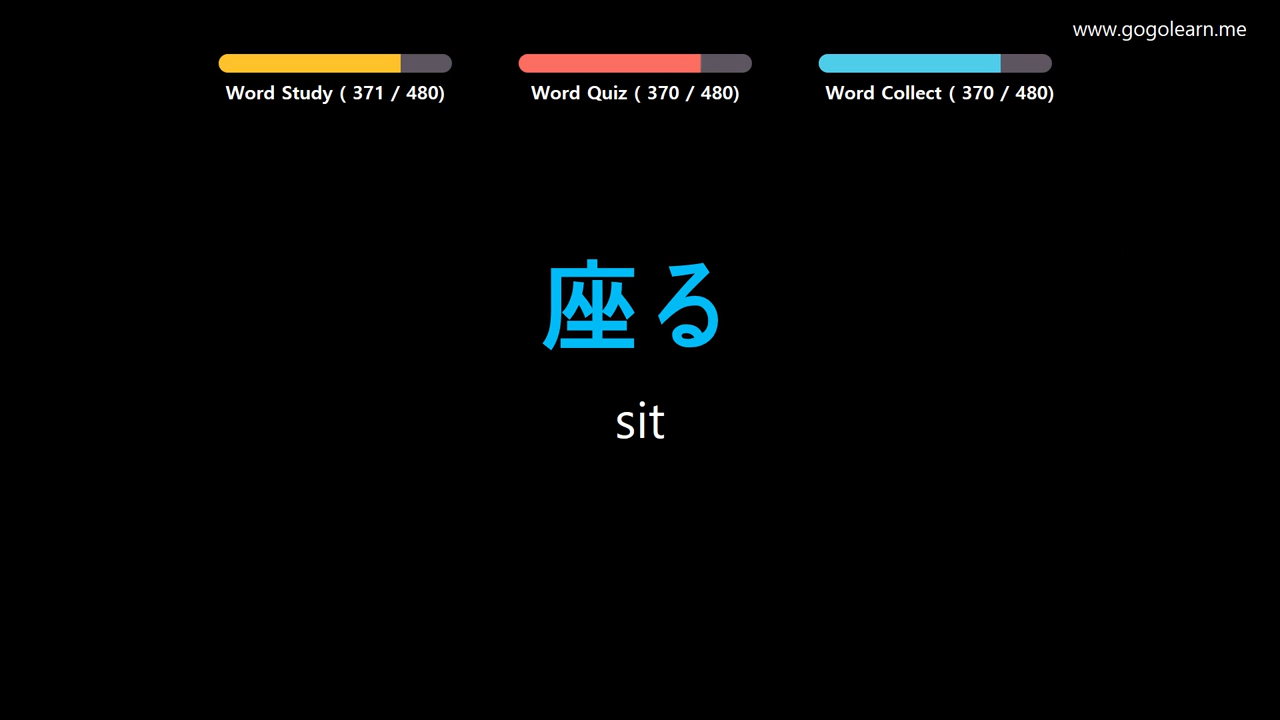 www.gogolearn.me
Word Study ( 371 / 480)
Word Quiz ( 370 / 480)
Word Collect ( 370 / 480)
座る
sit